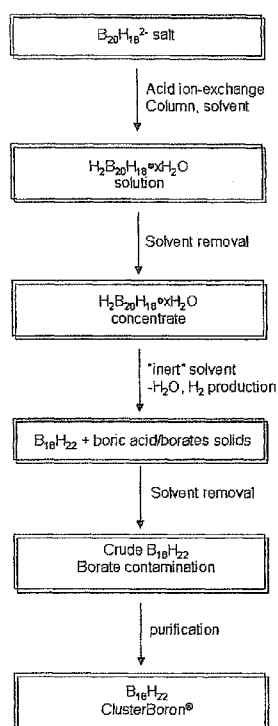 B₂₀H₁₈²⁻ salt
Acid ion-exchange
Column, solvent
H₂B₂₀H₁₈•xH₂O
solution
Solvent removal
H₂B₂₀H₁₈•xH₂O
concentrate
"inert" solvent
-H₂O, H₂ production
B₁₈H₂₂ + boric acid/borates solids
Solvent removal
Crude B₁₈H₂₂
Borate contamination
purification
B₁₈H₂₂
ClusterBoron®